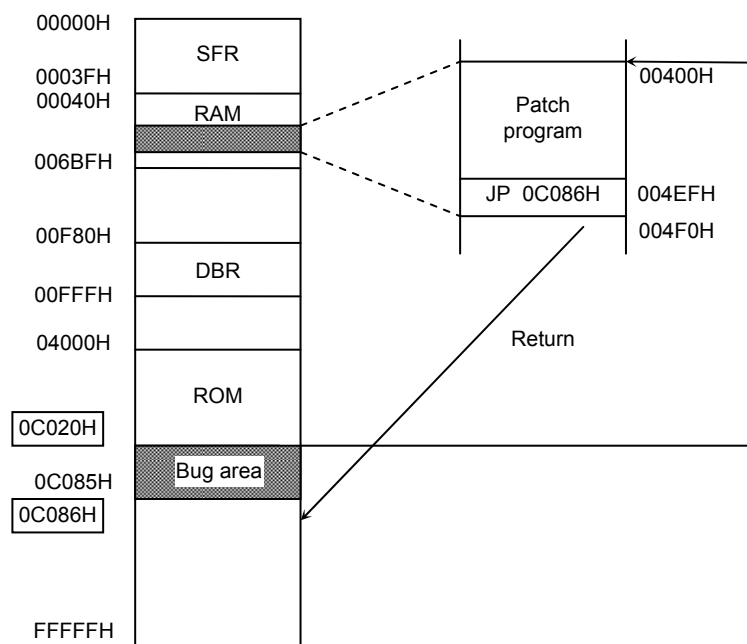 00000H
SFR
0003FH
00040H
RAM
006BFH
00F80H
DBR
00FFFH
04000H
ROM
0C020H
Bug area
0C085H
0C086H
FFFFFH
00400H
Patch
program
JP 0C086H
004EFH
004F0H
Return